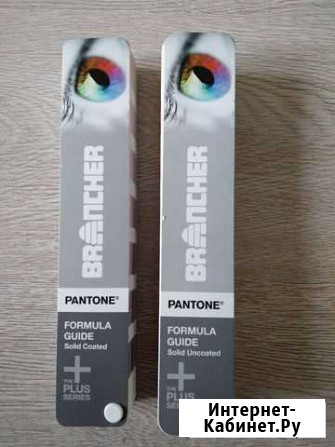 BRANCHER
PANTONE®
FORMULA
GUIDE
Solid Coated
+
THE
PLUS
SERIES
BRANCHER
PANTONE®
FORMULA
GUIDE
Solid Uncoated
+
THE
PLUS
SERIES
Интернет-
Кабинет.Ру